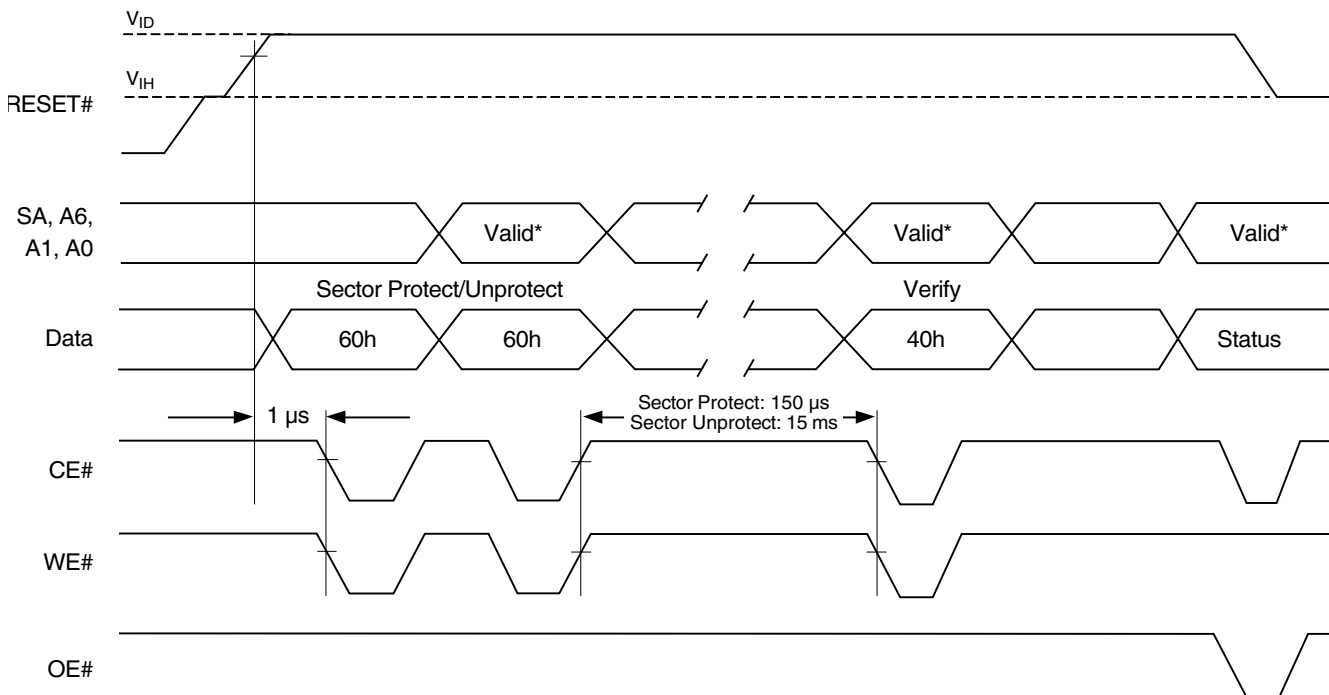 VID
VIH
RESET#
SA, A6,
A1, A0
Valid*
Valid*
Valid*
Sector Protect/Unprotect
Verify
Data
60h
60h
40h
Status
1 µs
Sector Protect: 150 µs
Sector Unprotect: 15 ms
CE#
WE#
OE#